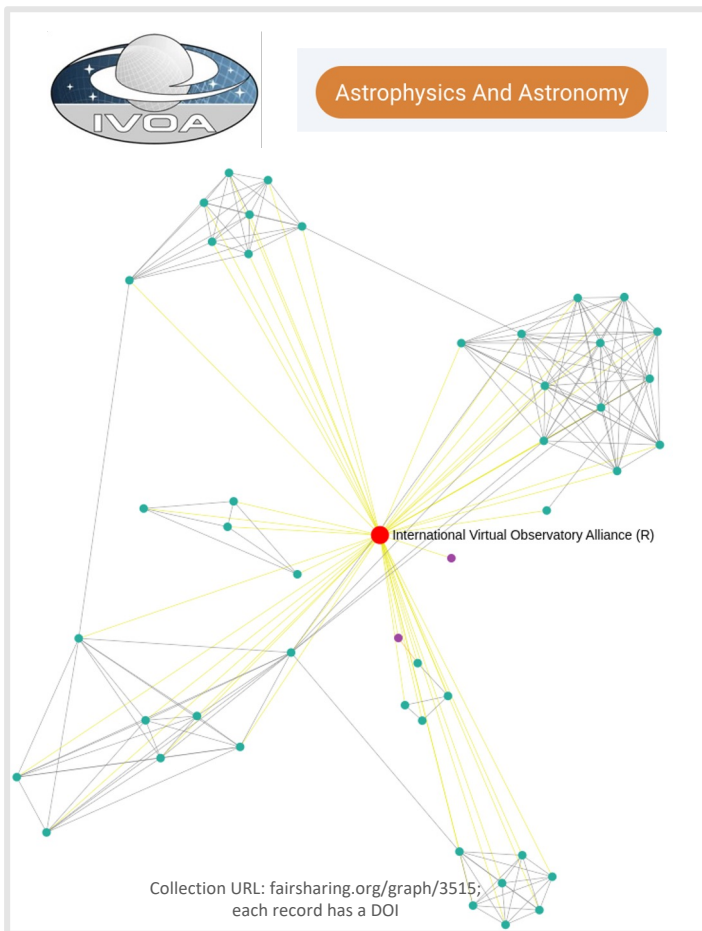 IVOA
Astrophysics And Astronomy
International Virtual Observatory Alliance (R)
Collection URL: fairsharing.org/graph/3515;
each record has a DOI